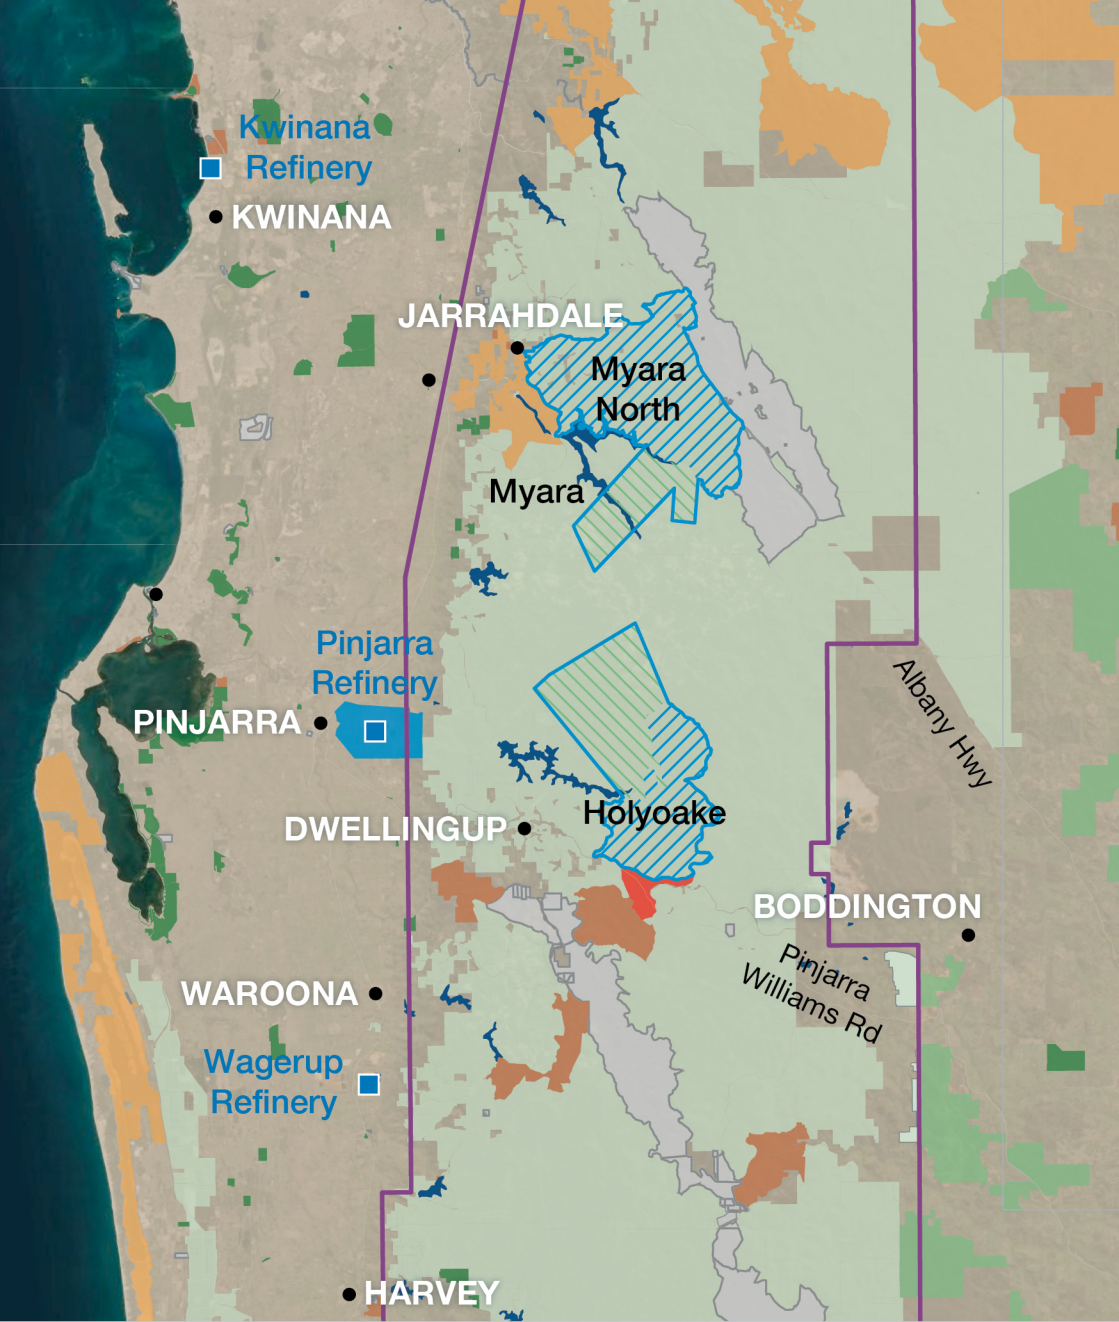 Kwinana
Refinery
KWINANA
JARRAHDALE
Myara
North
Myara
Pinjarra
Refinery
PINJARRA
Albany Hwy
Holyoake
DWELLINGUP
BODDINGTON
Pinjarra
Williams Rd
WAROONA
Wagerup
Refinery
HARVEY